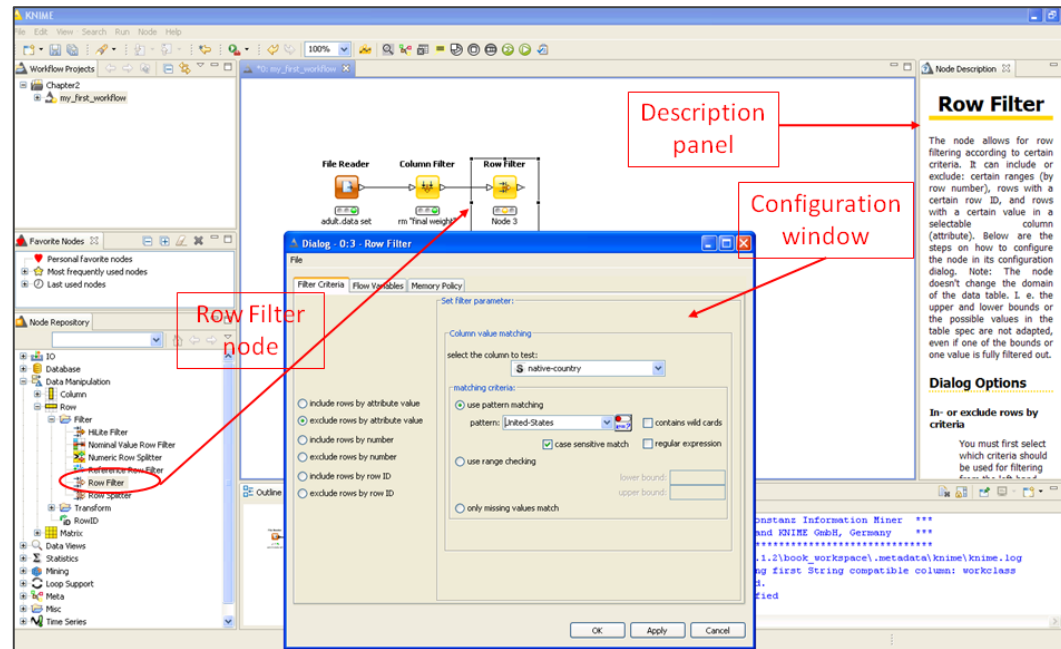 KNIME
File Edit View Search Run Node Help
100%
Workflow Projects
Chapter2
my_first_workflow
*0: my_first_workflow
Node Description
Row Filter
The node allows for row
filtering according to certain
criteria. It can include or
exclude: certain ranges (by
row number), rows with a
certain row ID, and rows
with a certain value in a
selectable column
(attribute). Below are the
steps on how to configure
the node in its configuration
dialog. Note: The node
doesn't change the domain
of the data table. I. e. the
upper and lower bounds or
the possible values in the
table spec are not adapted,
even if one of the bounds or
one value is fully filtered out.
Dialog Options
In- or exclude rows by
criteria
You must first select
which criteria should
be used for filtering
from the left-hand
Description
panel
Configuration
window
Row Filter
node
File Reader
Column Filter
Row Filter
adult.data set
rm "final weight"
Node 3
Favorite Nodes
Personal favorite nodes
Most frequently used nodes
Last used nodes
Node Repository
IO
Database
Data Manipulation
Column
Row
Filter
HiLite Filter
Nominal Value Row Filter
Numeric Row Splitter
Reference Row Filter
Row Filter
Row Splitter
Transform
RowID
Matrix
Data Views
Statistics
Mining
Loop Support
Meta
Misc
Time Series
Outline
Dialog - 0:3 - Row Filter
File
Filter Criteria Flow Variables Memory Policy
include rows by attribute value
exclude rows by attribute value
include rows by number
exclude rows by number
include rows by row ID
exclude rows by row ID
Set filter parameter:
Column value matching
select the column to test:
S native-country
matching criteria:
use pattern matching
pattern: United-States
contains wild cards
case sensitive match
regular expression
use range checking
lower bound:
upper bound:
only missing values match
OK Apply Cancel
onstanz Information Miner ***
and KNIME GmbH, Germany ***
*******************************
.1.2\book_workspace\.metadata\knime\knime.log
ng first String compatible column: workclass
d.
fied